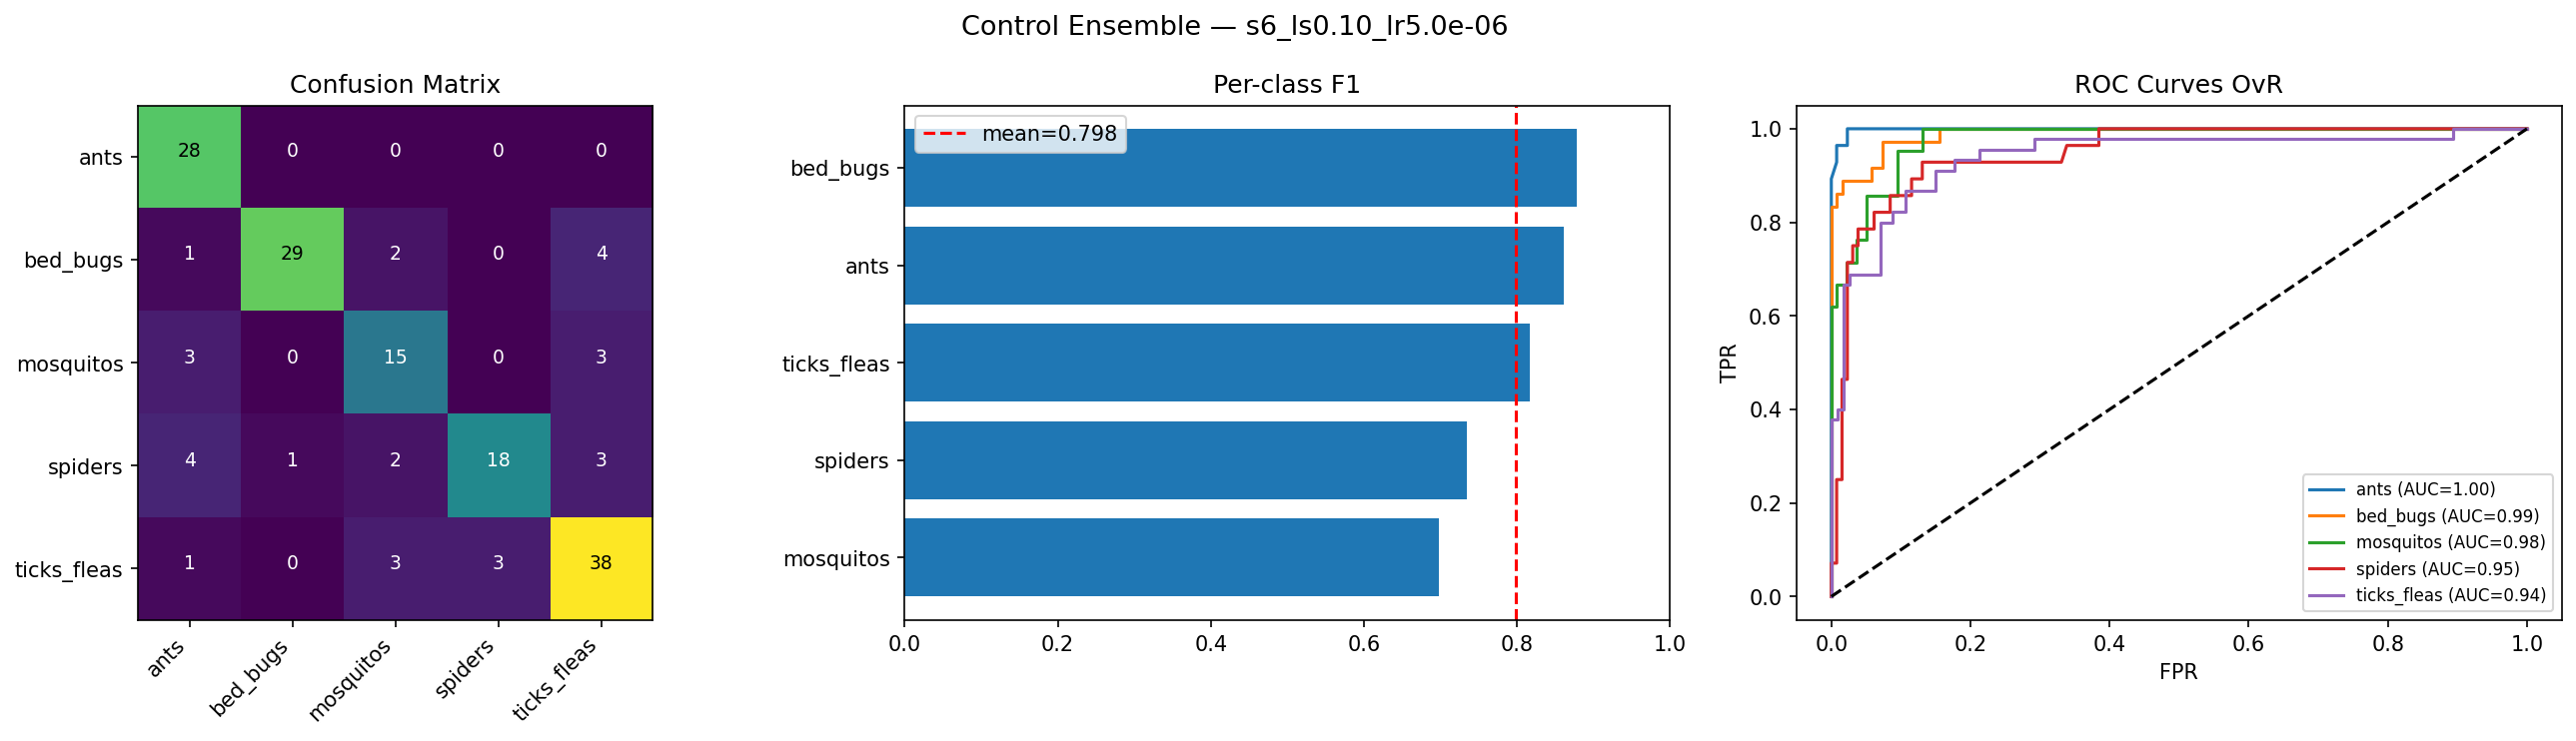 Control Ensemble — s6_ls0.10_lr5.0e-06
Confusion Matrix
ants 28 0 0 0 0
bed_bugs 1 29 2 0 4
mosquitos 3 0 15 0 3
spiders 4 1 2 18 3
ticks_fleas 1 0 3 3 38
ants bed_bugs mosquitos spiders ticks_fleas
Per-class F1
mean=0.798
bed_bugs
ants
ticks_fleas
spiders
mosquitos
0.0 0.2 0.4 0.6 0.8 1.0
ROC Curves OvR
TPR
1.0
0.8
0.6
0.4
0.2
0.0
ants (AUC=1.00)
bed_bugs (AUC=0.99)
mosquitos (AUC=0.98)
spiders (AUC=0.95)
ticks_fleas (AUC=0.94)
0.0 0.2 0.4 0.6 0.8 1.0
FPR